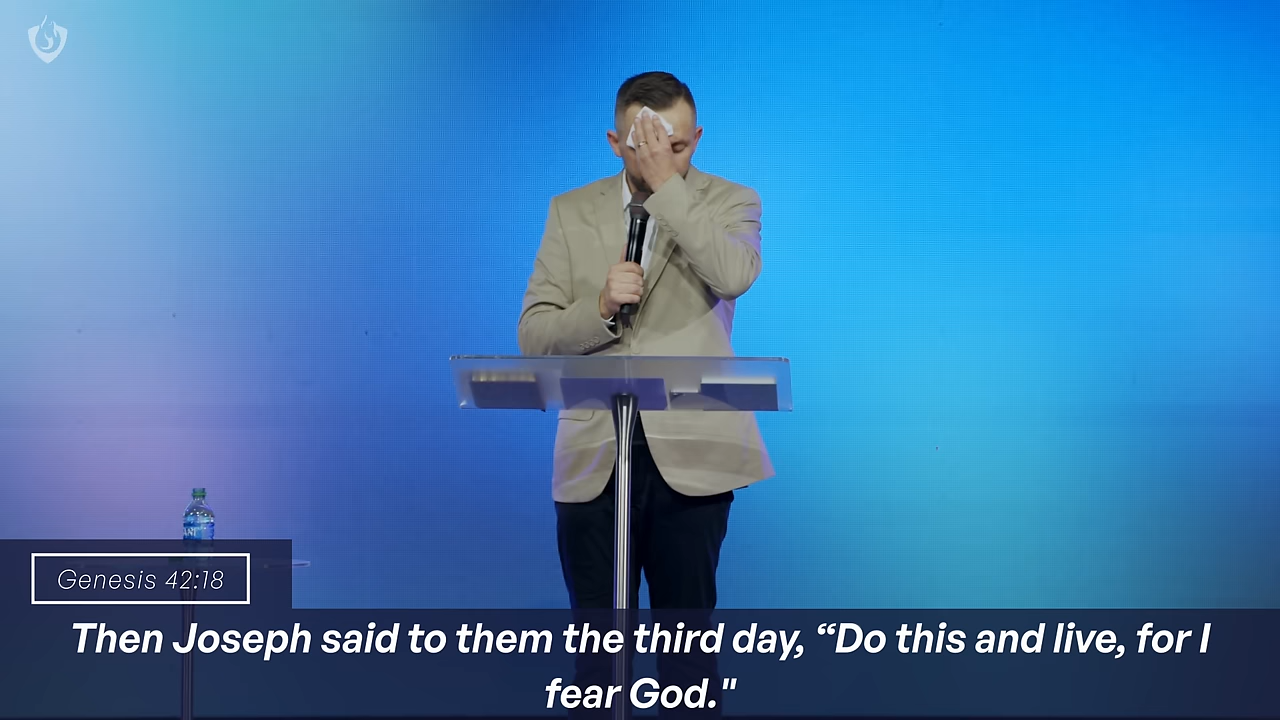 Genesis 42:18
Then Joseph said to them the third day, “Do this and live, for I
fear God."